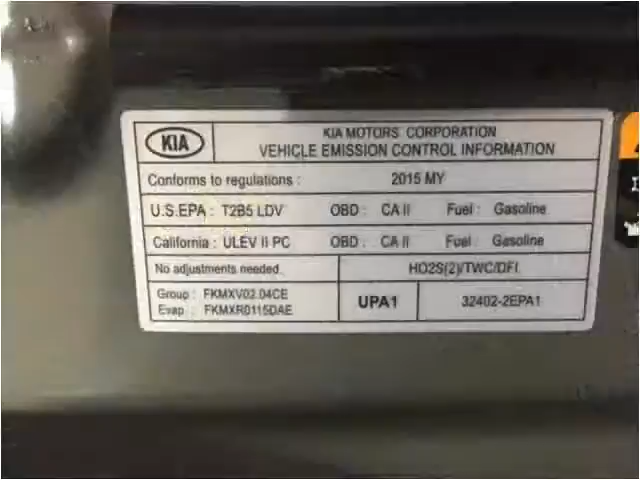 KIA
KIA MOTORS CORPORATION
VEHICLE EMISSION CONTROL INFORMATION
Conforms to regulations : 2015 MY
U.S.EPA : T2B5 LDV OBD : CA II Fuel : Gasoline
California : ULEV II PC OBD : CA II Fuel : Gasoline
No adjustments needed. HO2S(2)/TWC/DFI
Group : FKMXV02.04CE
Evap : FKMXR0115DAE
UPA1
32402-2EPA1